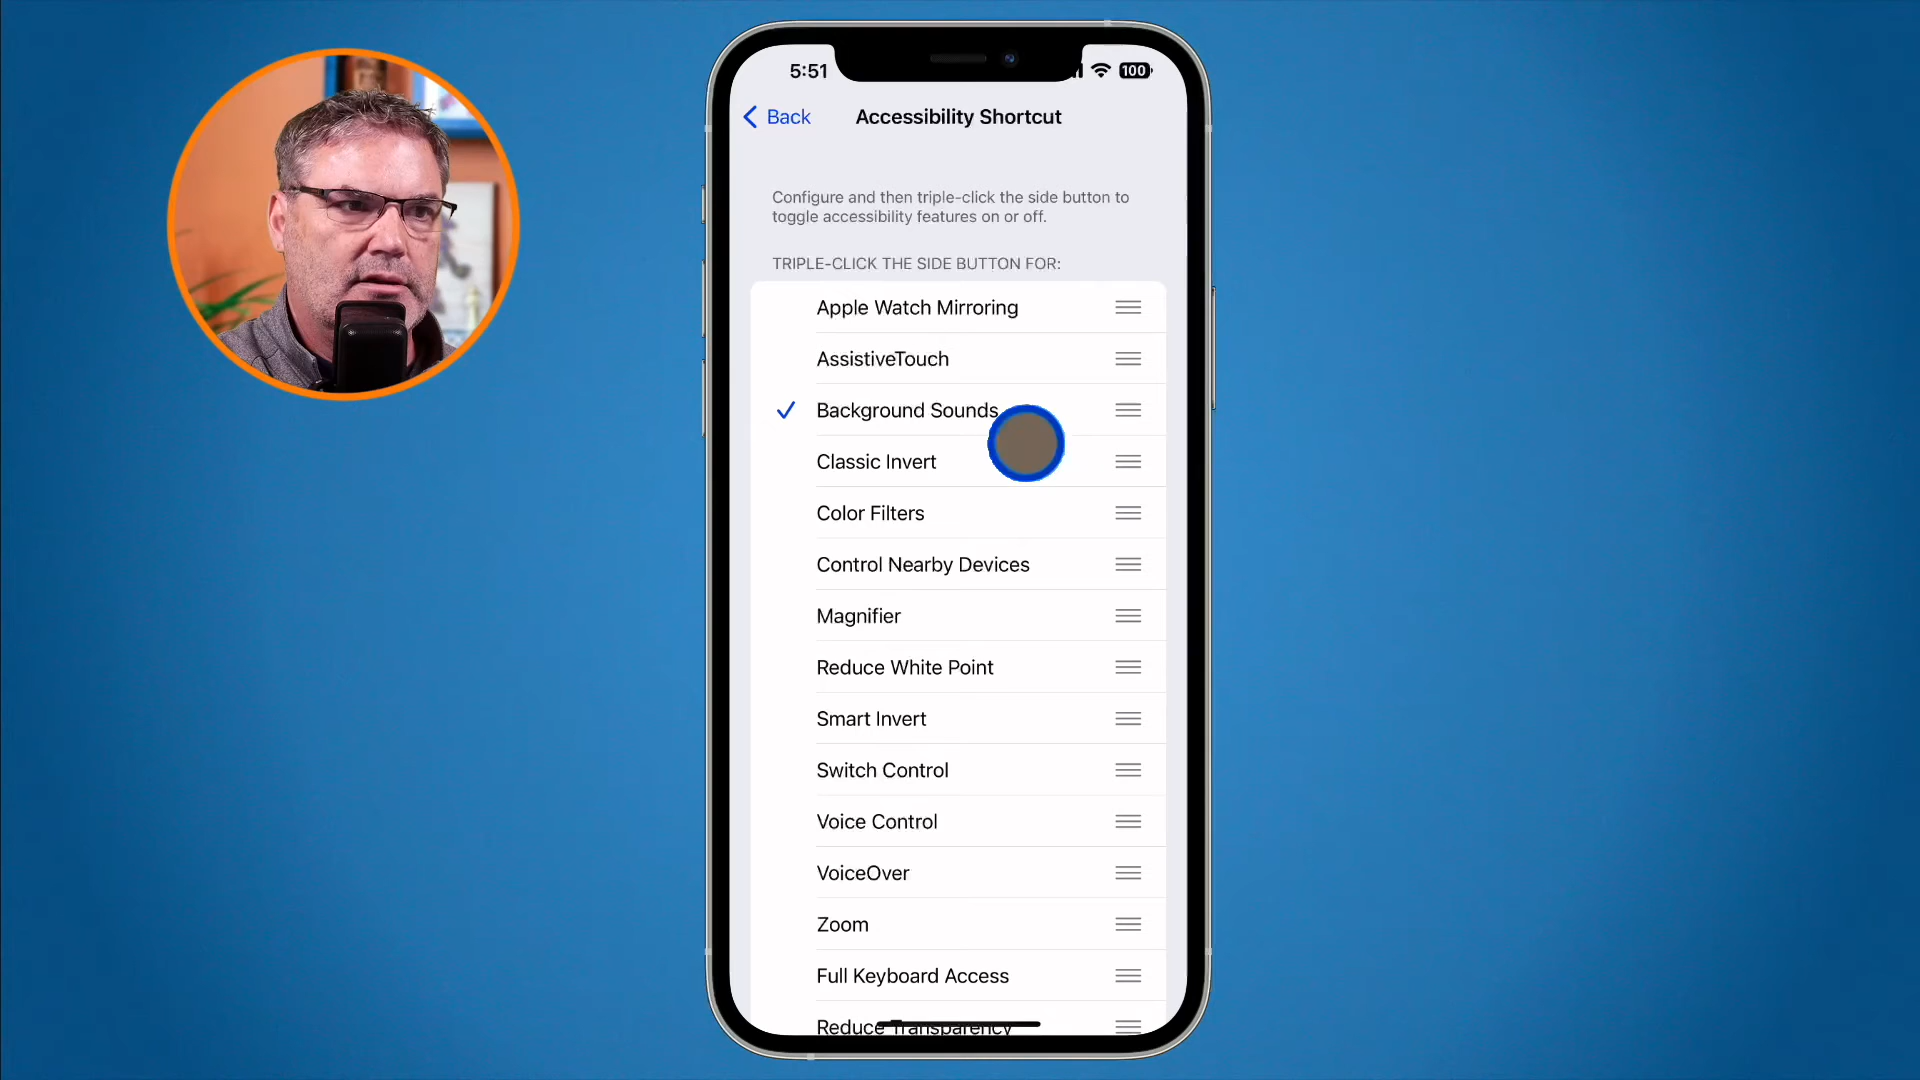 5:51
100
Back
Accessibility Shortcut
Configure and then triple-click the side button to
toggle accessibility features on or off.
TRIPLE-CLICK THE SIDE BUTTON FOR:
Apple Watch Mirroring
AssistiveTouch
Background Sounds
Classic Invert
Color Filters
Control Nearby Devices
Magnifier
Reduce White Point
Smart Invert
Switch Control
Voice Control
VoiceOver
Zoom
Full Keyboard Access
Reduce Transparency